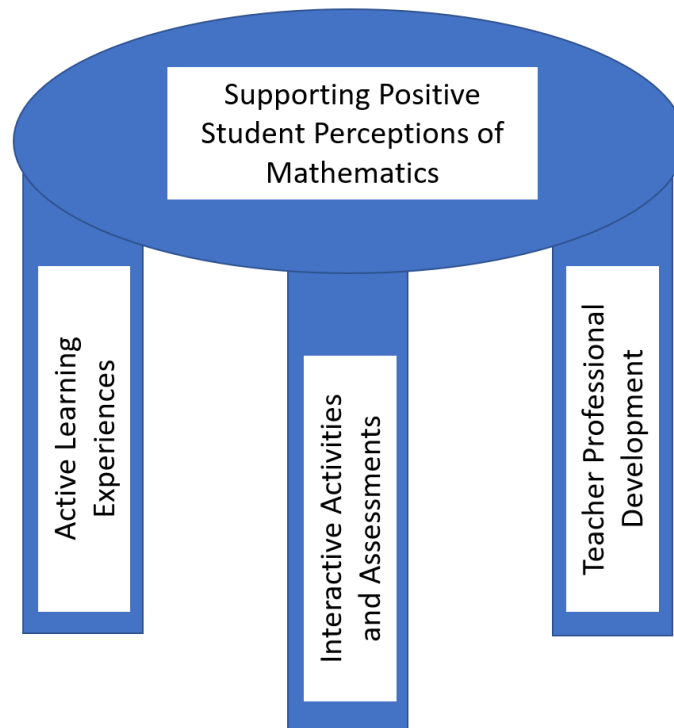 Supporting Positive
Student Perceptions of
Mathematics
Active Learning
Experiences
Interactive Activities
and Assessments
Teacher Professional
Development